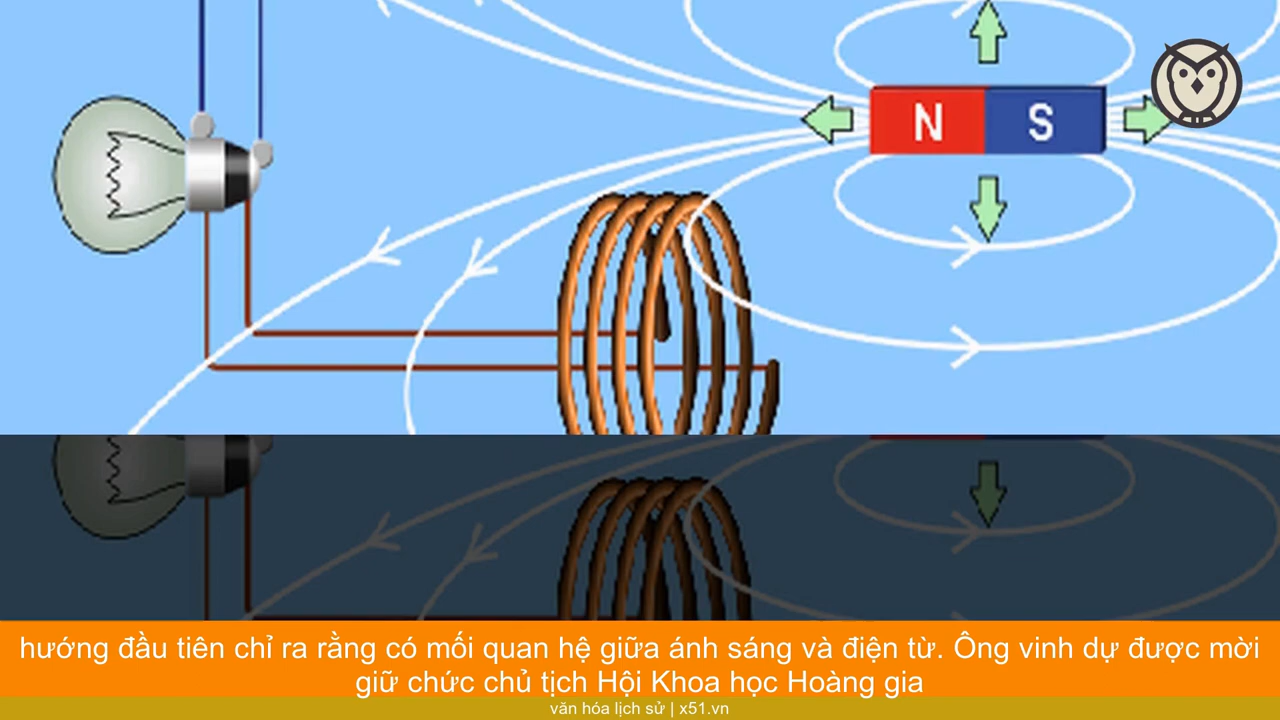 N S
hướng đầu tiên chỉ ra rằng có mối quan hệ giữa ánh sáng và điện từ. Ông vinh dự được mời
giữ chức chủ tịch Hội Khoa học Hoàng gia
văn hóa lịch sử | x51.vn